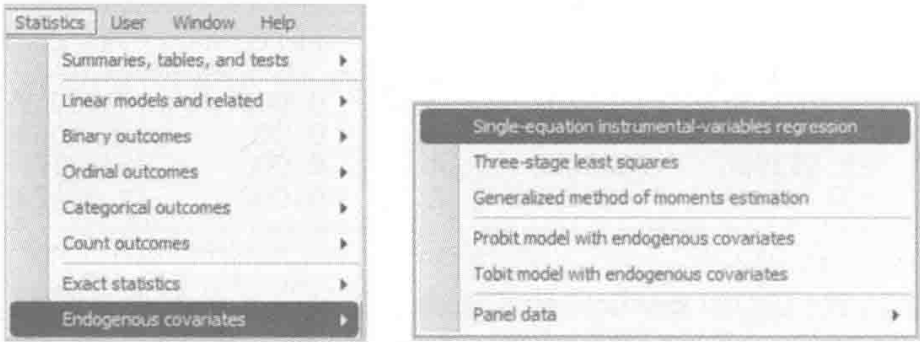 Statistics User Window Help
Summaries, tables, and tests
Linear models and related
Binary outcomes
Ordinal outcomes
Categorical outcomes
Count outcomes
Exact statistics
Endogenous covariates
Single-equation instrumental-variables regression
Three-stage least squares
Generalized method of moments estimation
Probit model with endogenous covariates
Tobit model with endogenous covariates
Panel data